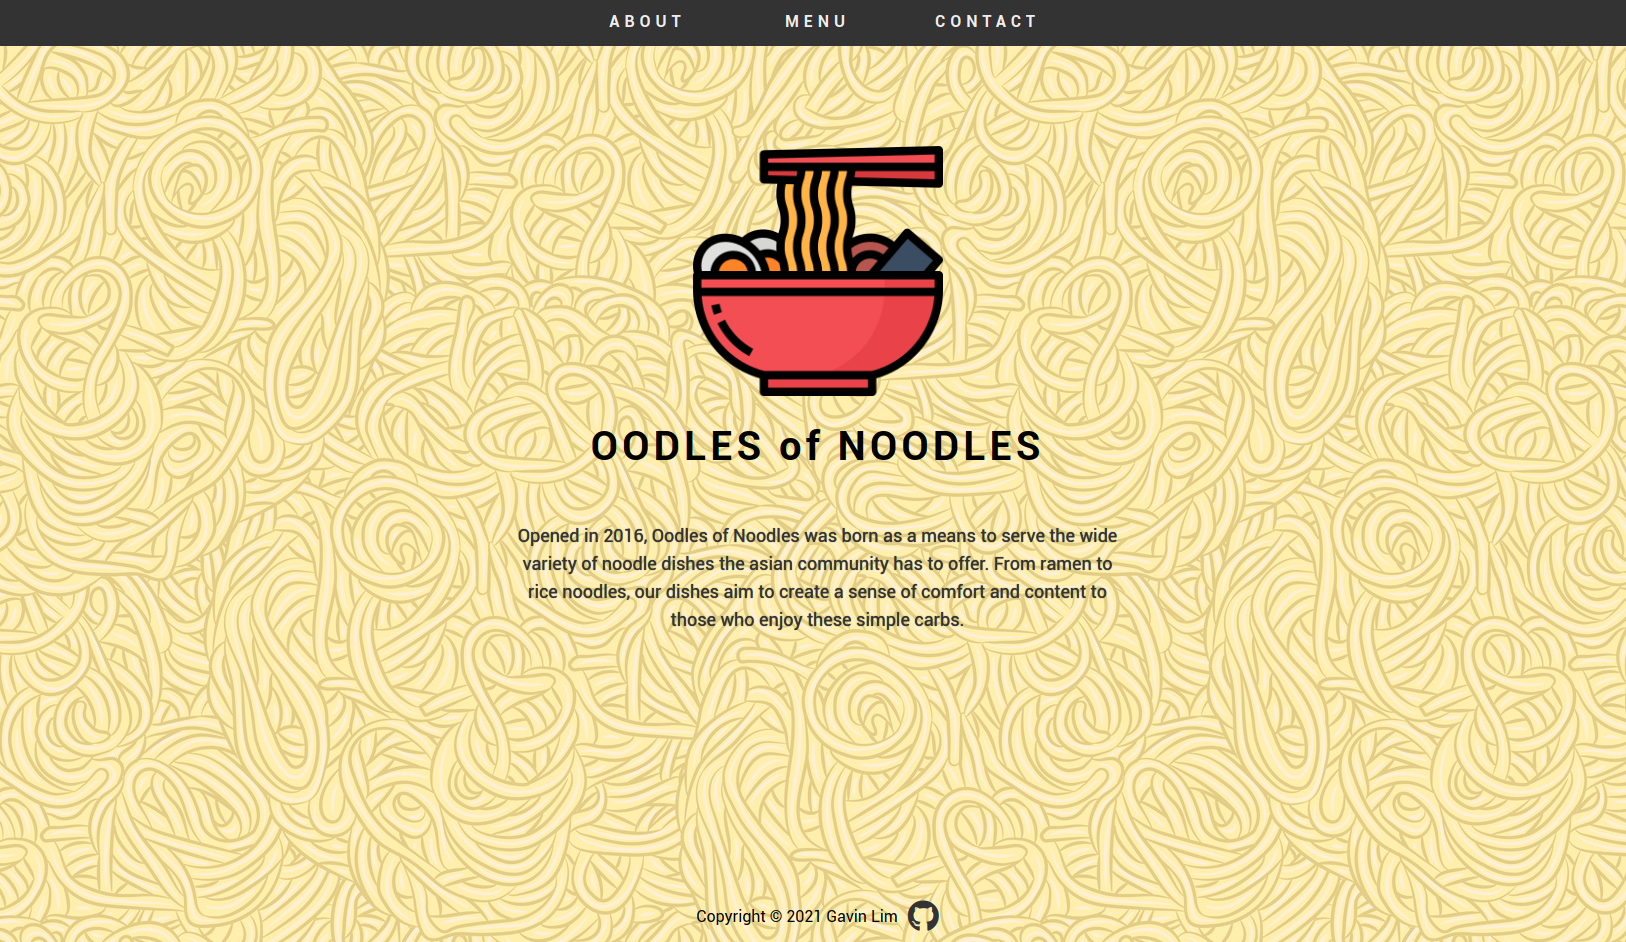 ABOUT MENU CONTACT
OODLES of NOODLES
Opened in 2016, Oodles of Noodles was born as a means to serve the wide
variety of noodle dishes the asian community has to offer. From ramen to
rice noodles, our dishes aim to create a sense of comfort and content to
those who enjoy these simple carbs.
Copyright © 2021 Gavin Lim